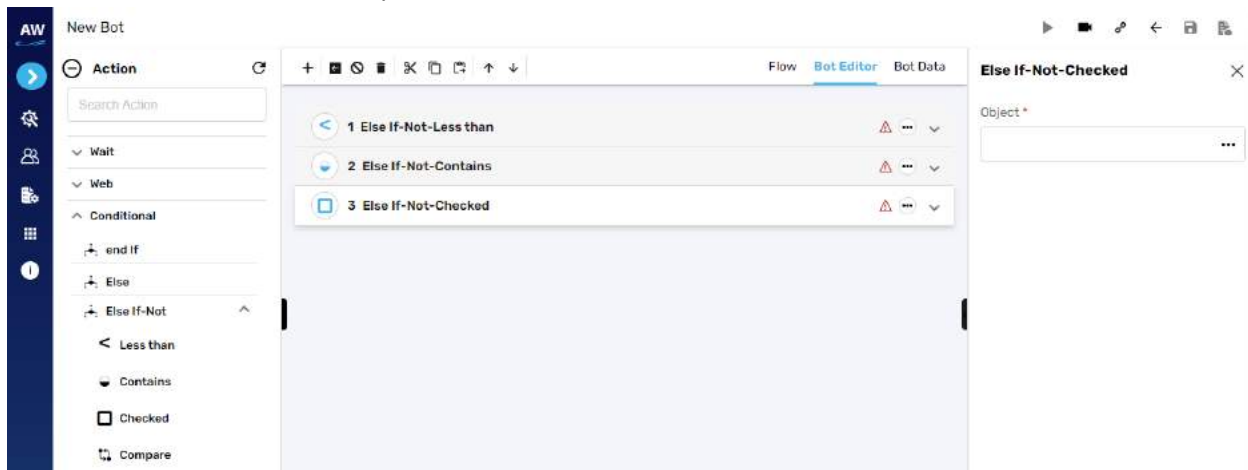 AW
New Bot
Action
Search Action
Wait
Web
Conditional
end If
Else
Else If-Not
Less than
Contains
Checked
Compare
Flow Bot Editor Bot Data
1 Else If-Not-Less than
2 Else If-Not-Contains
3 Else If-Not-Checked
Else If-Not-Checked
Object *